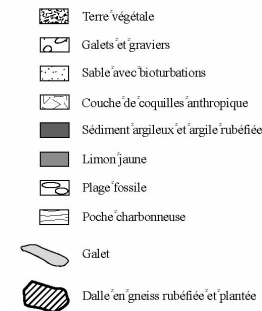 Terre végétale
Galets et graviers
Sable avec bioturbations
Couche de coquilles anthropique
Sédiment argileux et argile rubéfiée
Limon jaune
Plage fossile
Poche charbonneuse
Galet
Dalle en gneiss rubéfiée et plantée